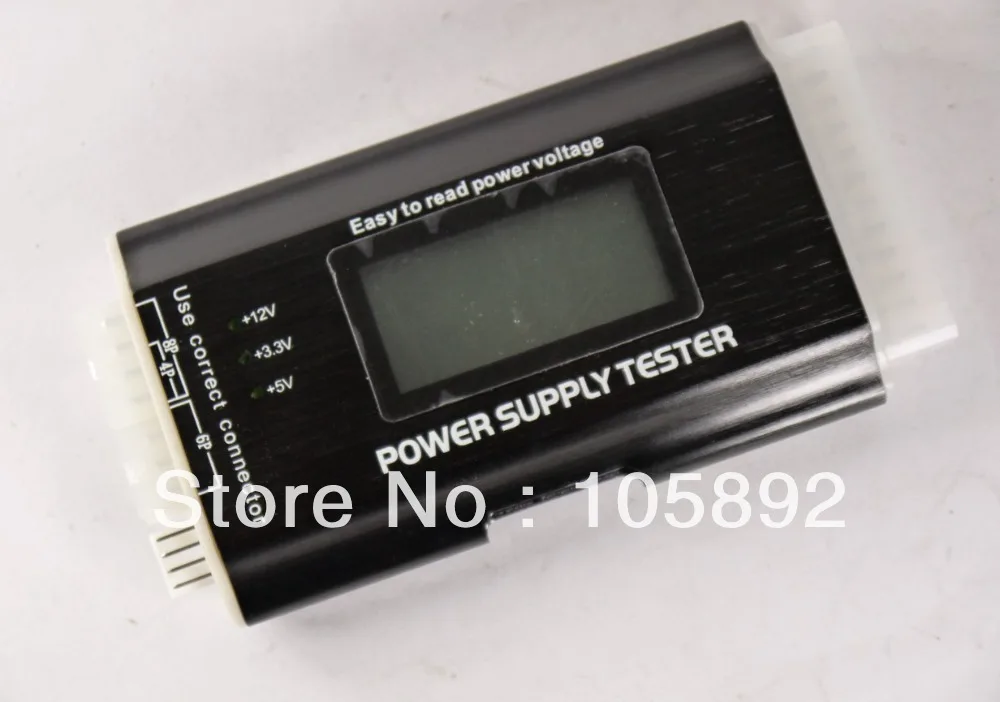 Easy to read power voltage
+12V
+3.3V
+5V
Use correct connector
8P
4P
6P
POWER SUPPLY TESTER
Store No : 105892